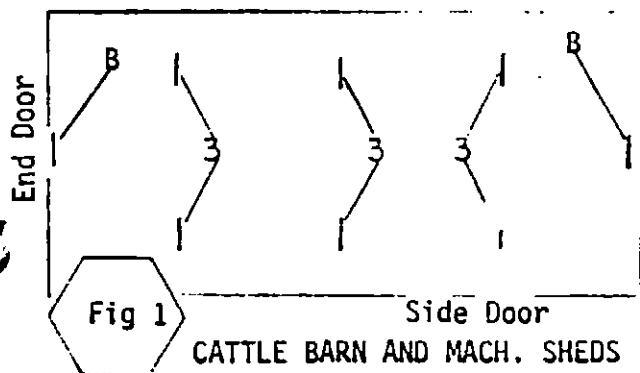 B B
1 1 1
End Door
1 3 3 3 1
1 1 1
Fig 1
Side Door
CATTLE BARN AND MACH. SHEDS